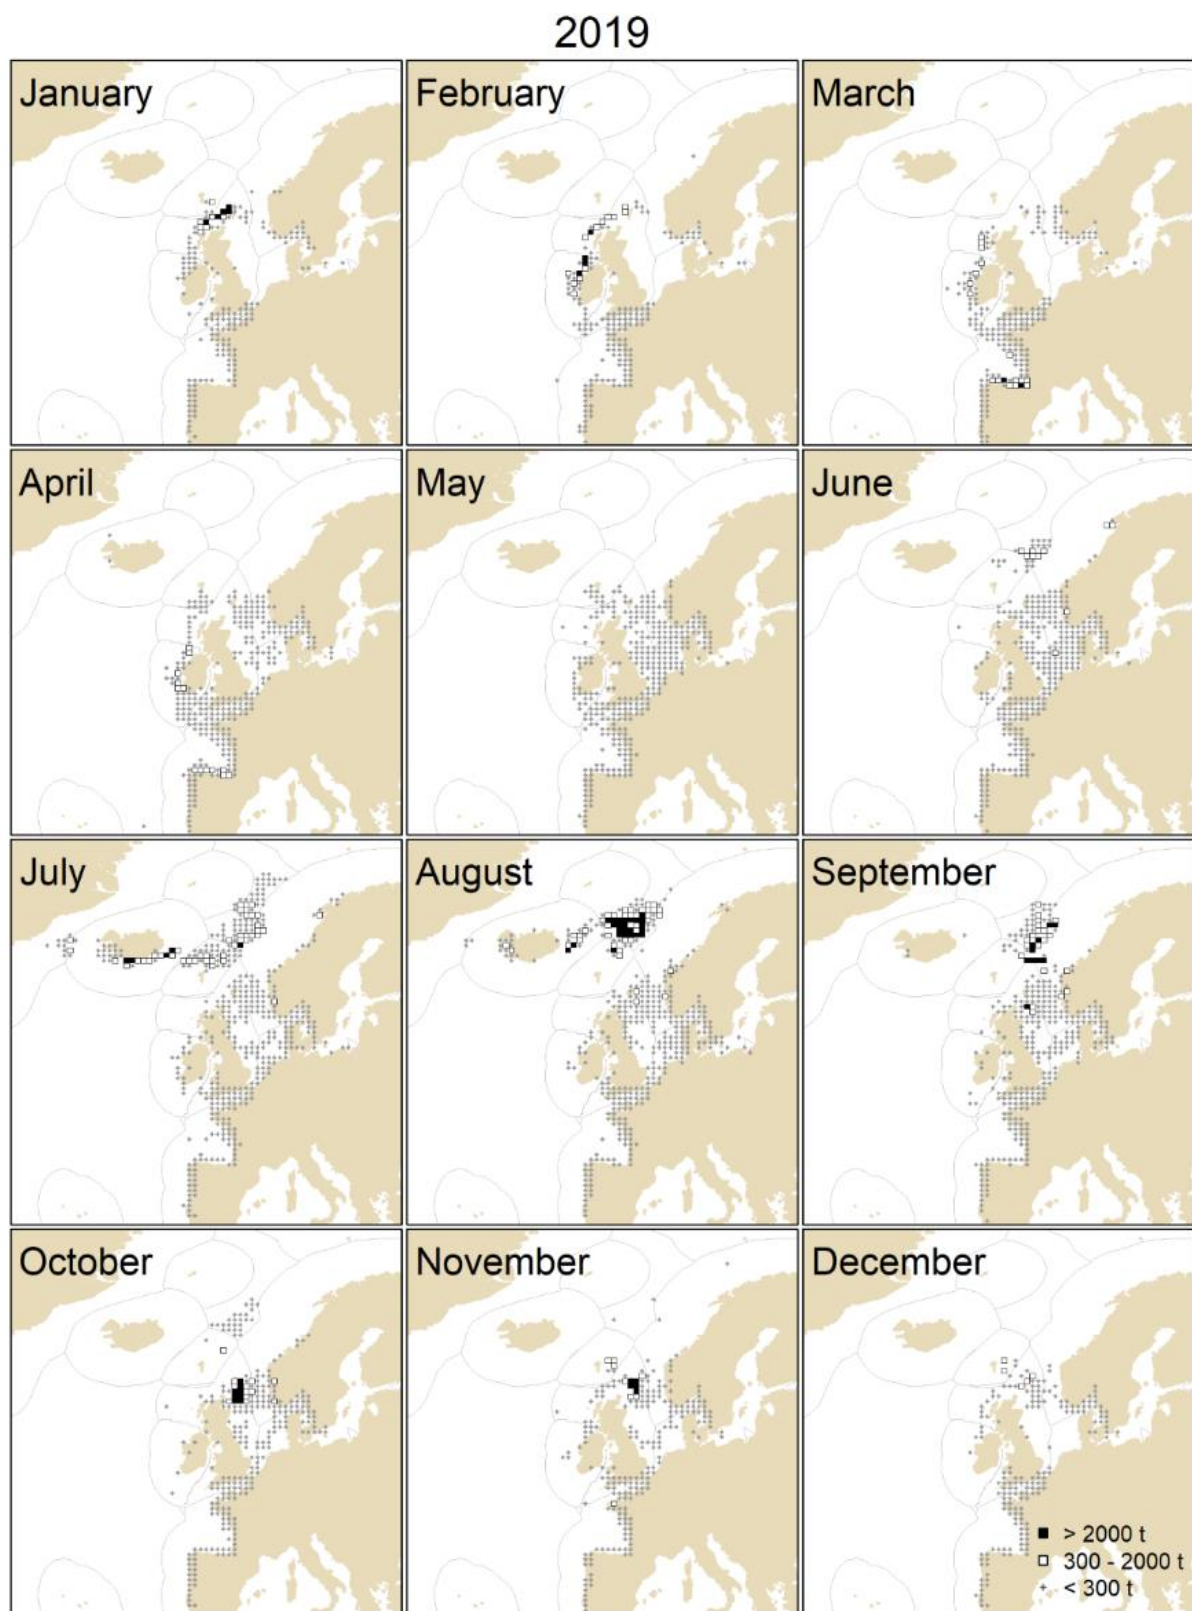 2019
January
February
March
April
May
June
July
August
September
October
November
December
> 2000 t
300 - 2000 t
< 300 t